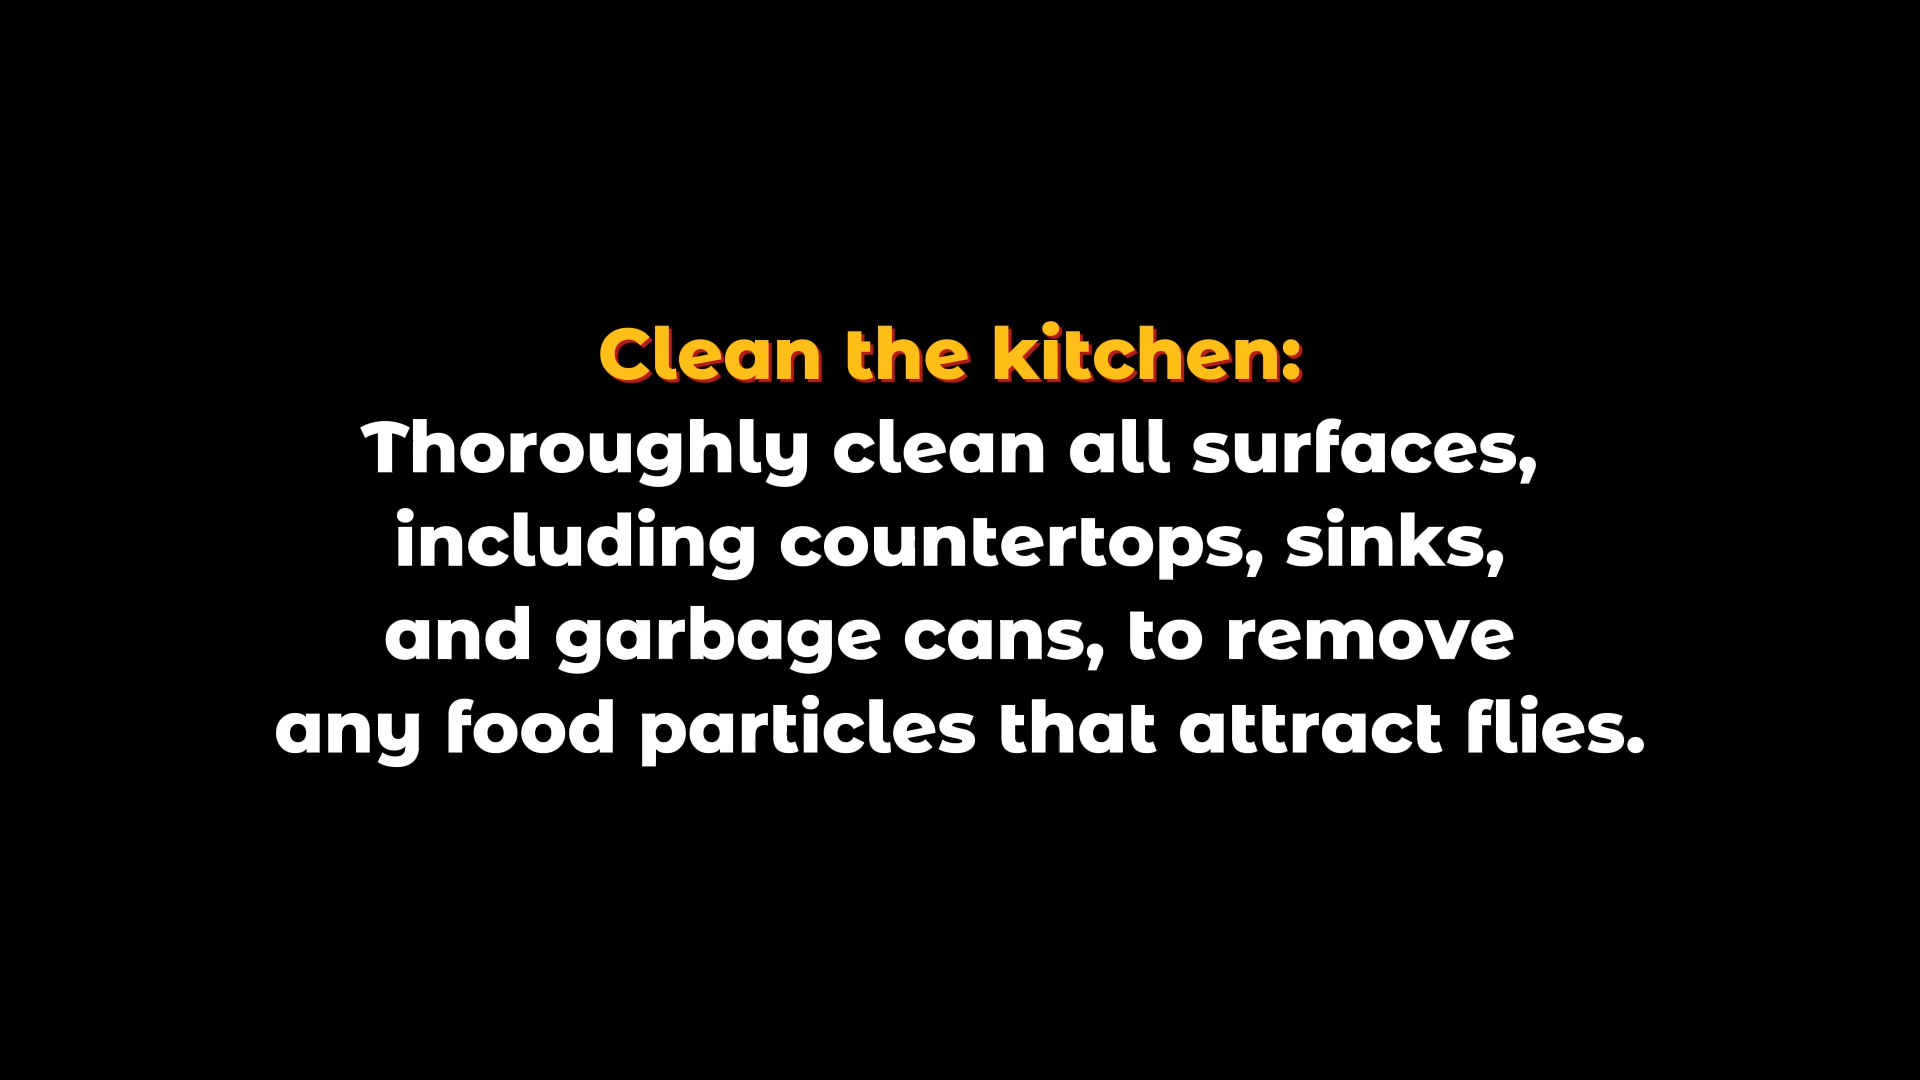 Clean the kitchen:
Thoroughly clean all surfaces,
including countertops, sinks,
and garbage cans, to remove
any food particles that attract flies.